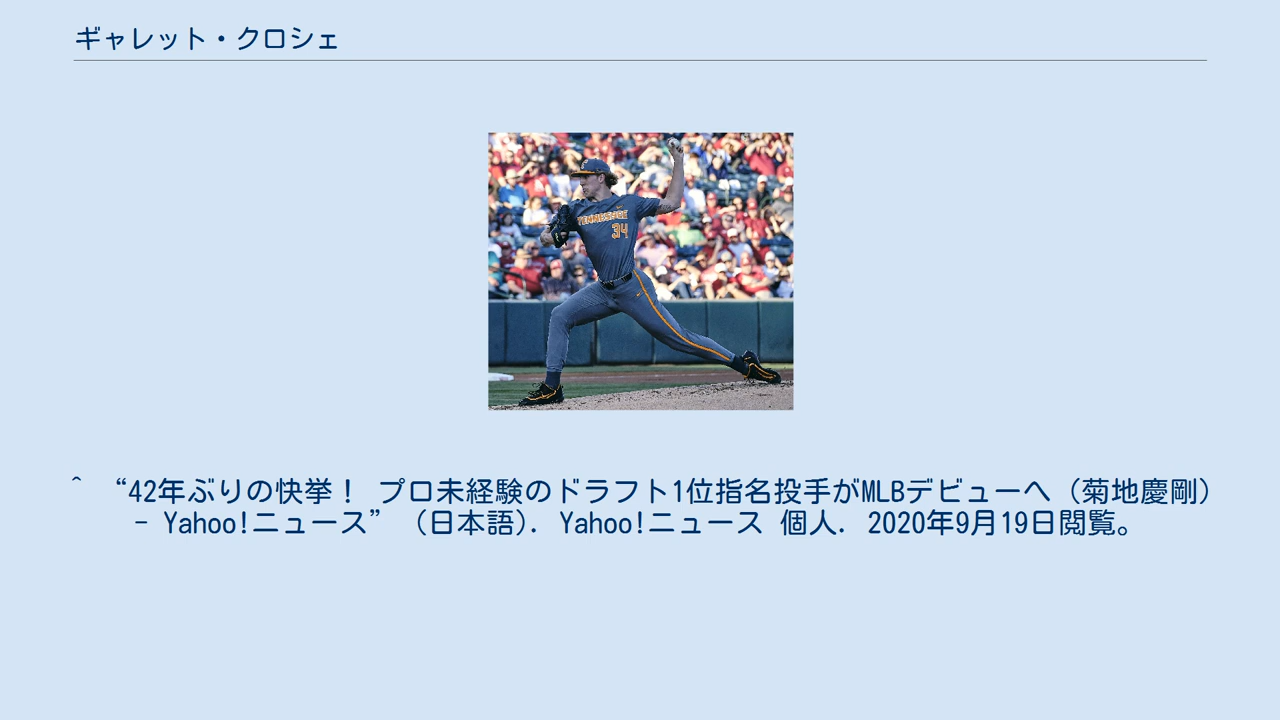 ギャレット・クロシェ
TENNESSEE
34
^ “42年ぶりの快挙！ プロ未経験のドラフト1位指名投手がMLBデビューへ（菊地慶剛）
- Yahoo!ニュース” （日本語）. Yahoo!ニュース 個人. 2020年9月19日閲覧。